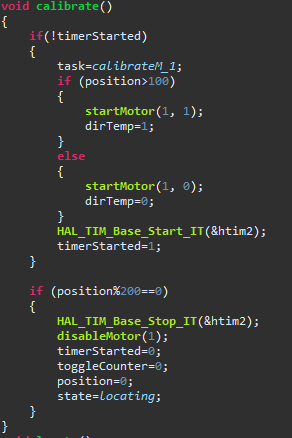 void calibrate()
{
    if(!timerStarted)
    {
        task=calibrateM_1;
        if (position>100)
        {
            startMotor(1, 1);
            dirTemp=1;
        }
        else
        {
            startMotor(1, 0);
            dirTemp=0;
        }
        HAL_TIM_Base_Start_IT(&htim2);
        timerStarted=1;
    }

    if (position%200==0)
    {
        HAL_TIM_Base_Stop_IT(&htim2);
        disableMotor(1);
        timerStarted=0;
        toggleCounter=0;
        position=0;
        state=locating;
    }
}